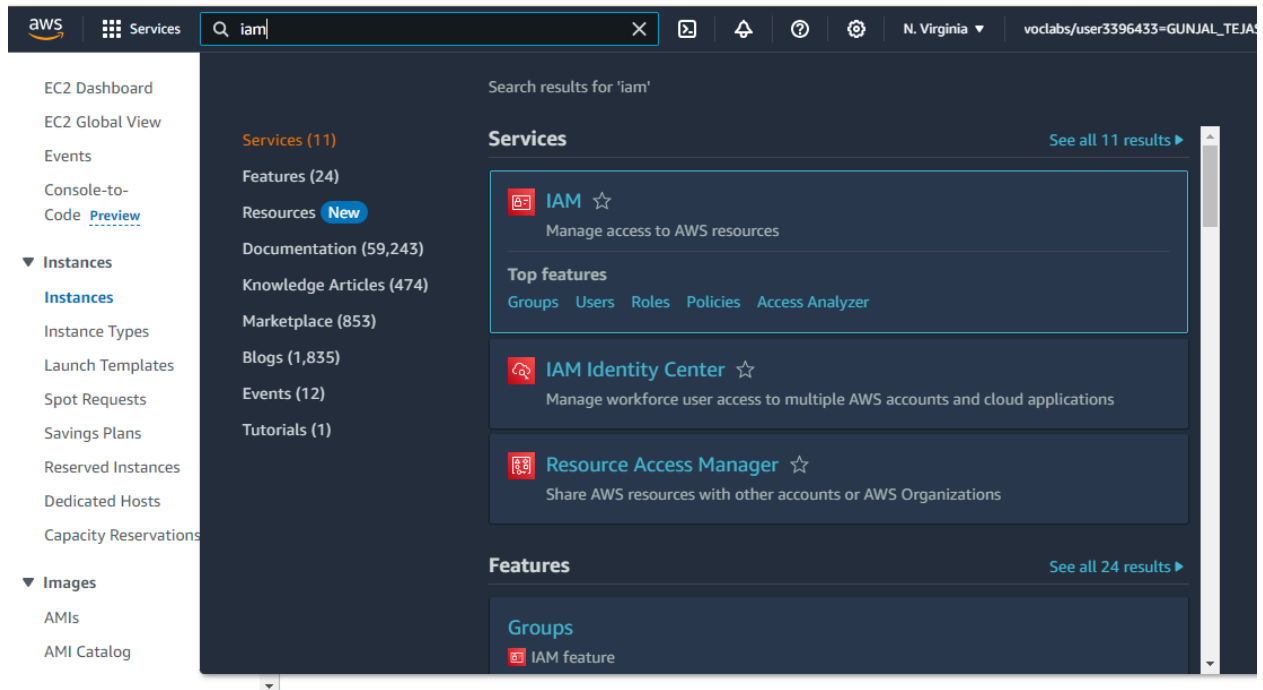 aws
Services
iam
N. Virginia ▼
voclabs/user3396433=GUNJAL_TEJAS
EC2 Dashboard
EC2 Global View
Events
Console-to-
Code Preview
Instances
Instances
Instance Types
Launch Templates
Spot Requests
Savings Plans
Reserved Instances
Dedicated Hosts
Capacity Reservations
Images
AMIs
AMI Catalog
Search results for 'iam'
Services (11)
Features (24)
Resources New
Documentation (59,243)
Knowledge Articles (474)
Marketplace (853)
Blogs (1,835)
Events (12)
Tutorials (1)
Services
See all 11 results
IAM
Manage access to AWS resources
Top features
Groups Users Roles Policies Access Analyzer
IAM Identity Center
Manage workforce user access to multiple AWS accounts and cloud applications
Resource Access Manager
Share AWS resources with other accounts or AWS Organizations
Features
See all 24 results
Groups
IAM feature